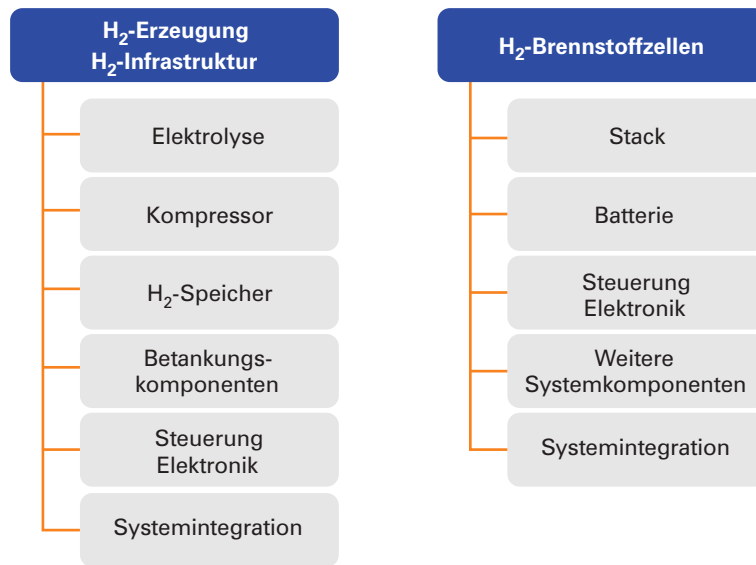 H₂-Erzeugung
H₂-Infrastruktur
Elektrolyse
Kompressor
H₂-Speicher
Betankungs-
komponenten
Steuerung
Elektronik
Systemintegration
H₂-Brennstoffzellen
Stack
Batterie
Steuerung
Elektronik
Weitere
Systemkomponenten
Systemintegration